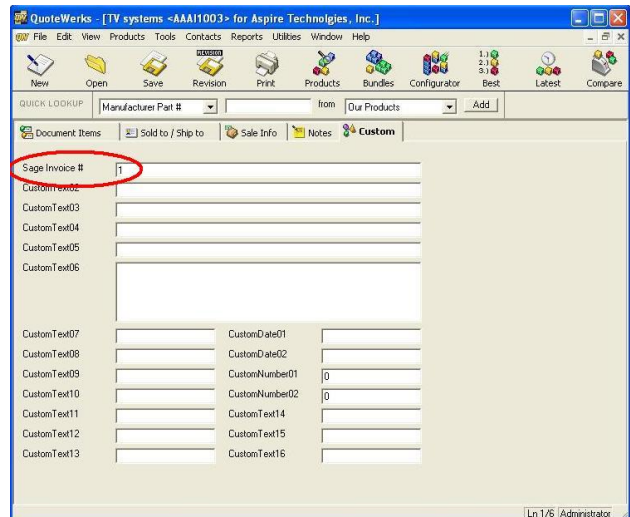 QuoteWerks - [TV systems <AAAI1003> for Aspire Technolgies, Inc.]
File Edit View Products Tools Contacts Reports Utilities Window Help
REVISION
1.) 2.) 3.)
New Open Save Revision Print Products Bundles Configurator Best Latest Compare
QUICK LOOKUP Manufacturer Part # from Our Products Add
Document Items Sold to / Ship to Sale Info Notes Custom
Sage Invoice # 1
CustomText02
CustomText03
CustomText04
CustomText05
CustomText06
CustomText07 CustomDate01
CustomText08 CustomDate02
CustomText09 CustomNumber01 0
CustomText10 CustomNumber02 0
CustomText11 CustomText14
CustomText12 CustomText15
CustomText13 CustomText16
Ln 1/6 Administrator